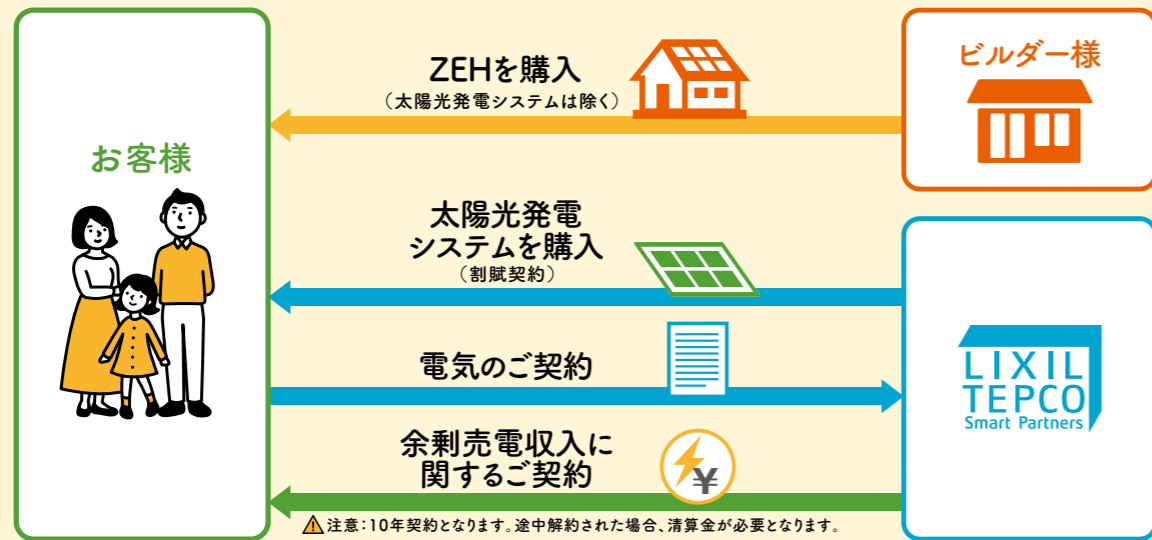 お客様
ZEHを購入
（太陽光発電システムは除く）
ビルダー様
太陽光発電
システムを購入
（割賦契約）
電気のご契約
余剰売電収入に
関するご契約
¥
注意：10年契約となります。途中解約された場合、清算金が必要となります。
LIXIL
TEPCO
Smart Partners